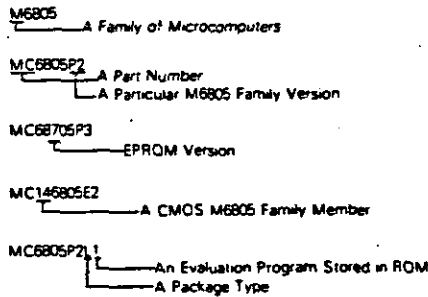 M6805
A Family of Microcomputers
MC6805P2
A Part Number
A Particular M6805 Family Version
MC68705P3
EPROM Version
MC146805E2
A CMOS M6805 Family Member
MC6805P2L1
An Evaluation Program Stored in ROM
A Package Type